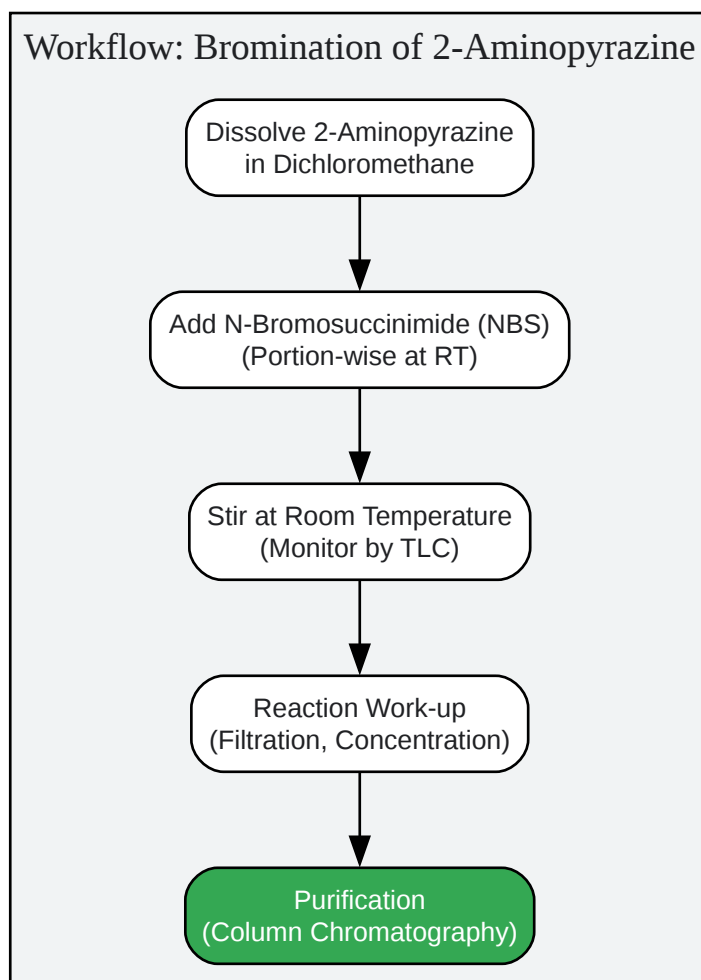 Workflow: Bromination of 2-Aminopyrazine
Dissolve 2-Aminopyrazine
in Dichloromethane
Add N-Bromosuccinimide (NBS)
(Portion-wise at RT)
Stir at Room Temperature
(Monitor by TLC)
Reaction Work-up
(Filtration, Concentration)
Purification
(Column Chromatography)